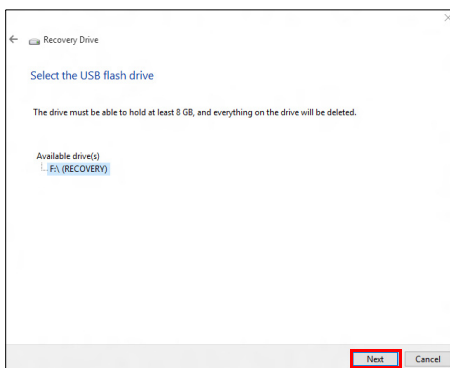 Recovery Drive
Select the USB flash drive
The drive must be able to hold at least 8 GB, and everything on the drive will be deleted.
Available drive(s)
F:\ (RECOVERY)
Next Cancel